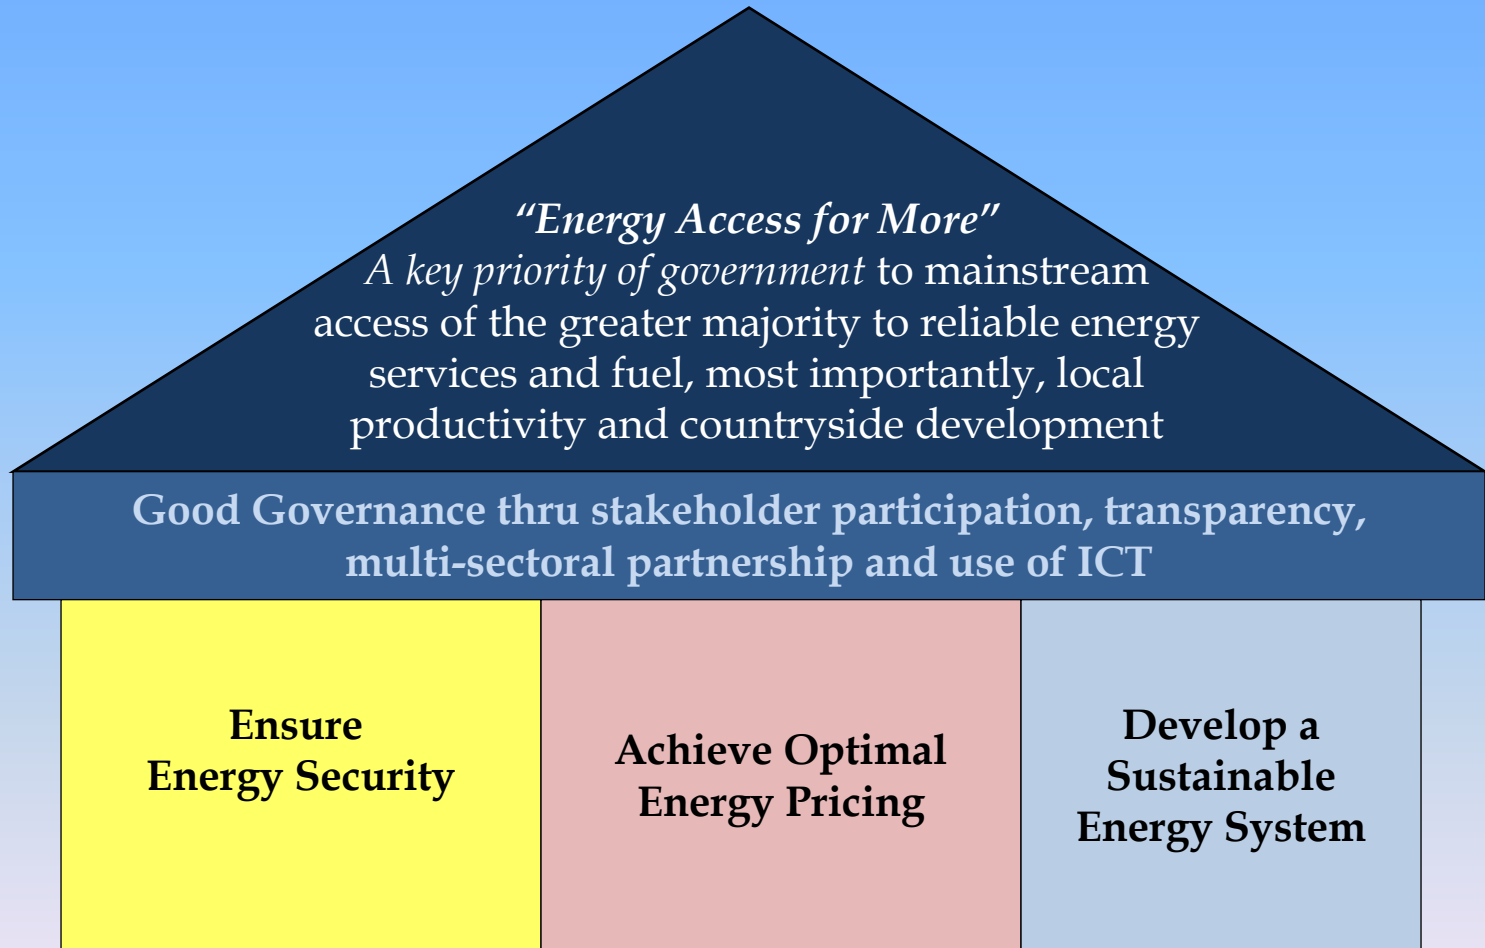 “Energy Access for More”
A key priority of government to mainstream
access of the greater majority to reliable energy
services and fuel, most importantly, local
productivity and countryside development
Good Governance thru stakeholder participation, transparency,
multi-sectoral partnership and use of ICT
Ensure
Energy Security
Achieve Optimal
Energy Pricing
Develop a
Sustainable
Energy System